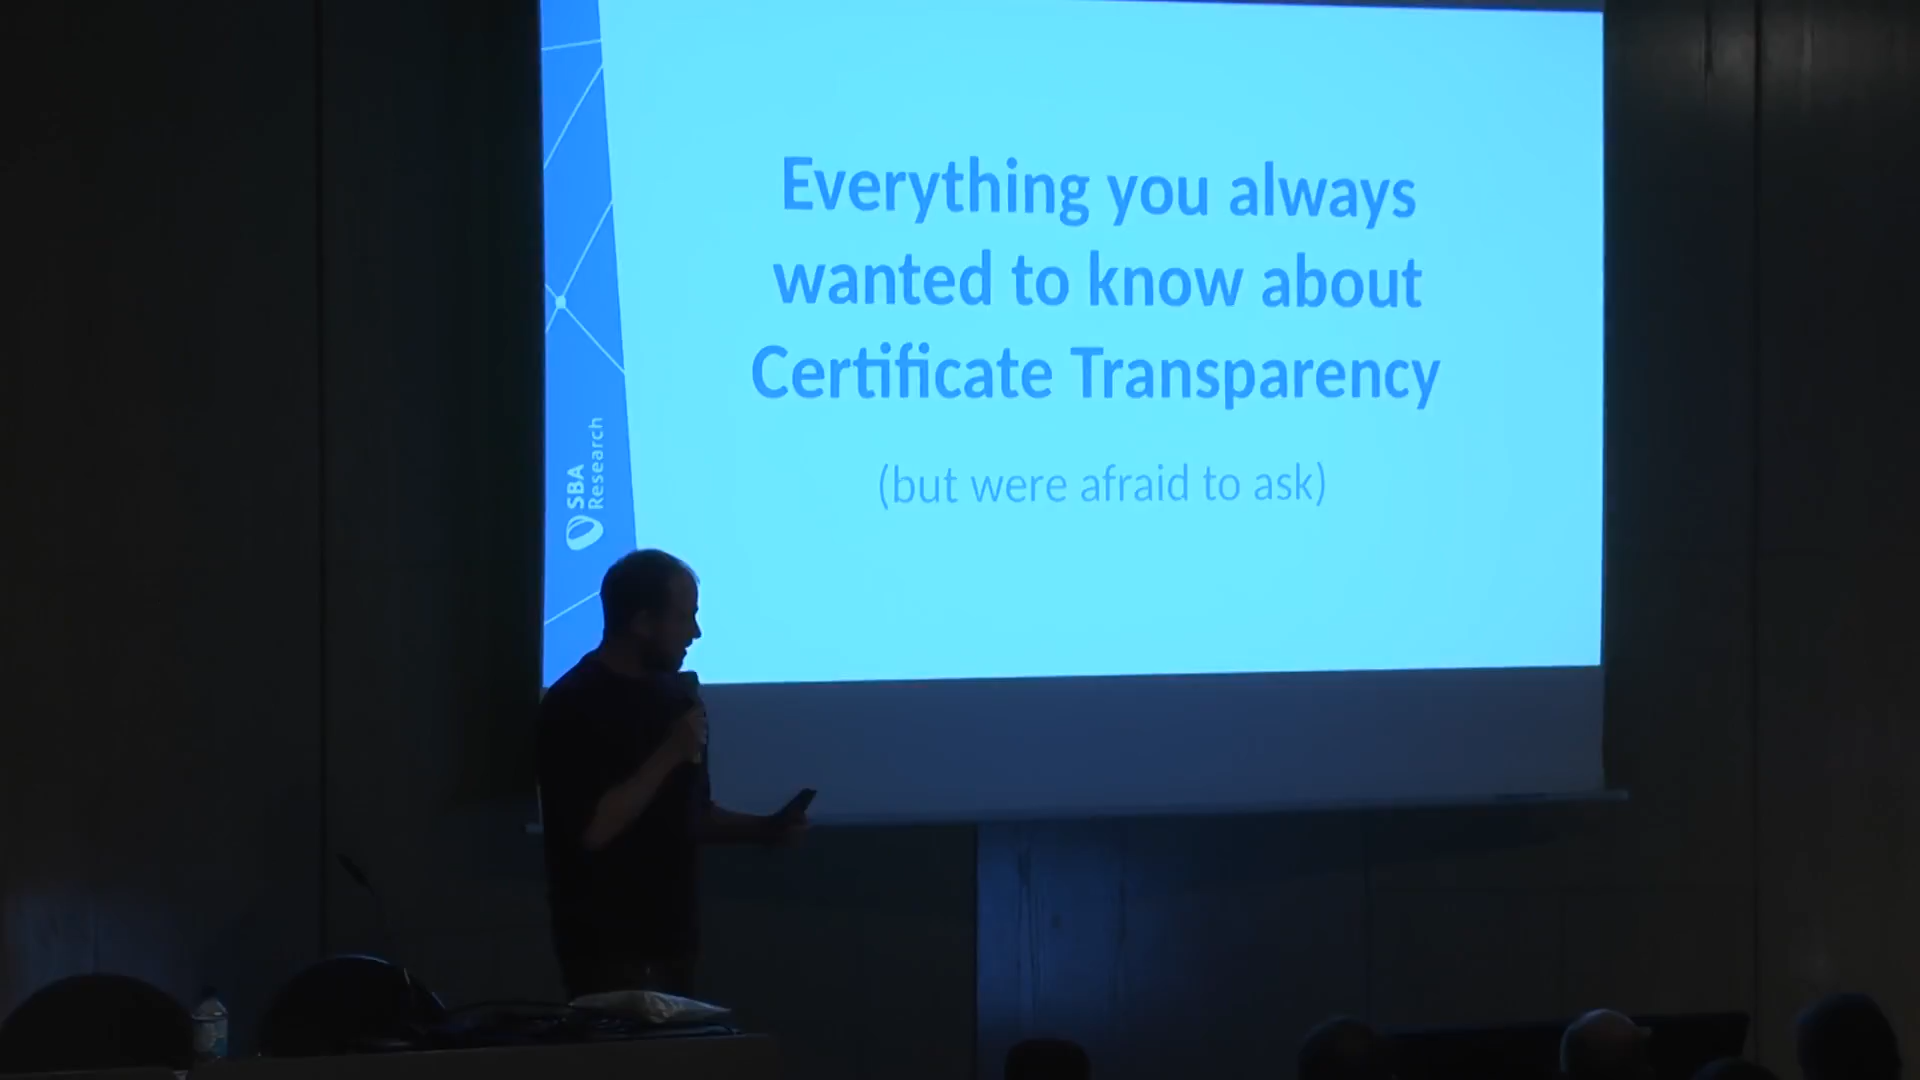 Everything you always
wanted to know about
Certificate Transparency
(but were afraid to ask)
SBA
Research